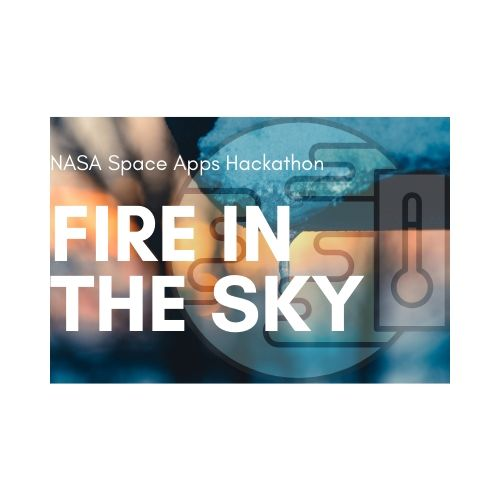 NASA Space Apps Hackathon
FIRE IN
THE SKY